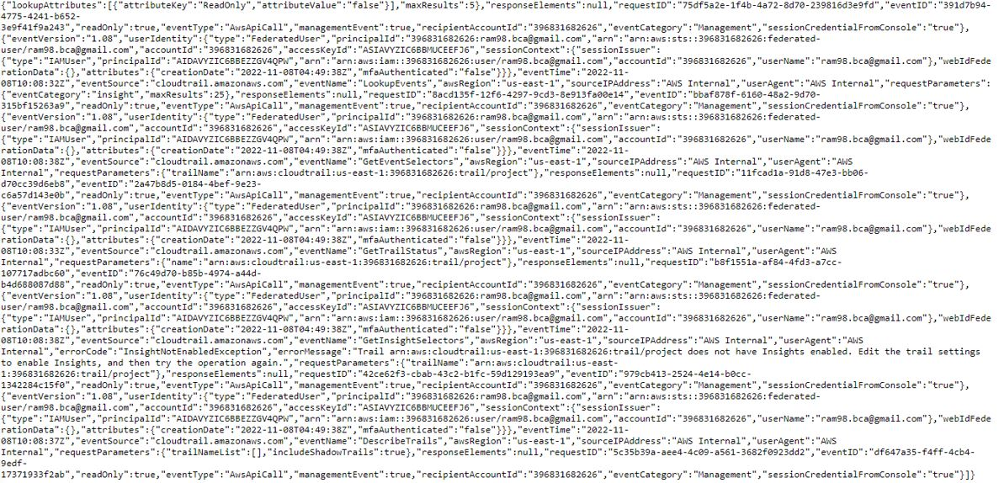 {"lookupAttributes":[{"attributeKey":"ReadOnly","attributeValue":"false"}],"maxResults":5},"responseElements":null,"requestID":"75df5a2e-1f4b-4a72-8d70-239816d3e9fd","eventID":"391d7b94-
4775-4241-b652-
3e9f41f9a243","readOnly":true,"eventType":"AwsApiCall","managementEvent":true,"recipientAccountId":"396831682626","eventCategory":"Management","sessionCredentialFromConsole":"true"},
{"eventVersion":"1.08","userIdentity":{"type":"FederatedUser","principalId":"396831682626:ram98.bca@gmail.com","arn":"arn:aws:sts::396831682626:federated-
user/ram98.bca@gmail.com","accountId":"396831682626","accessKeyId":"ASIAVYZIC6BBMUCEEFJ6","sessionContext":{"sessionIssuer":
{"type":"IAMUser","principalId":"AIDAVYZIC6BBEZZGV4QPW","arn":"arn:aws:iam::396831682626:user/ram98.bca@gmail.com","accountId":"396831682626","userName":"ram98.bca@gmail.com"},"webIdFede
rationData":{},"attributes":{"creationDate":"2022-11-08T04:49:38Z","mfaAuthenticated":"false"}}},"eventTime":"2022-11-
08T10:08:32Z","eventSource":"cloudtrail.amazonaws.com","eventName":"LookupEvents","awsRegion":"us-east-1","sourceIPAddress":"AWS Internal","userAgent":"AWS Internal","requestParameters":
{"eventCategory":"insight","maxResults":25},"responseElements":null,"requestID":"8acd135f-12f6-4297-9cd3-8e913fa00e14","eventID":"bbaf878f-6160-48a2-9d70-
315bf15263a9","readOnly":true,"eventType":"AwsApiCall","managementEvent":true,"recipientAccountId":"396831682626","eventCategory":"Management","sessionCredentialFromConsole":"true"},
{"eventVersion":"1.08","userIdentity":{"type":"FederatedUser","principalId":"396831682626:ram98.bca@gmail.com","arn":"arn:aws:sts::396831682626:federated-
user/ram98.bca@gmail.com","accountId":"396831682626","accessKeyId":"ASIAVYZIC6BBMUCEEFJ6","sessionContext":{"sessionIssuer":
{"type":"IAMUser","principalId":"AIDAVYZIC6BBEZZGV4QPW","arn":"arn:aws:iam::396831682626:user/ram98.bca@gmail.com","accountId":"396831682626","userName":"ram98.bca@gmail.com"},"webIdFede
rationData":{},"attributes":{"creationDate":"2022-11-08T04:49:38Z","mfaAuthenticated":"false"}}},"eventTime":"2022-11-
08T10:08:38Z","eventSource":"cloudtrail.amazonaws.com","eventName":"GetEventSelectors","awsRegion":"us-east-1","sourceIPAddress":"AWS Internal","userAgent":"AWS
Internal","requestParameters":{"trailName":"arn:aws:cloudtrail:us-east-1:396831682626:trail/project"},"responseElements":null,"requestID":"11fcad1a-91d8-47e3-bb06-
d70cc39d6eb8","eventID":"2a47b8d5-0184-4bef-9e23-
c6a57d143e0b","readOnly":true,"eventType":"AwsApiCall","managementEvent":true,"recipientAccountId":"396831682626","eventCategory":"Management","sessionCredentialFromConsole":"true"},
{"eventVersion":"1.08","userIdentity":{"type":"FederatedUser","principalId":"396831682626:ram98.bca@gmail.com","arn":"arn:aws:sts::396831682626:federated-
user/ram98.bca@gmail.com","accountId":"396831682626","accessKeyId":"ASIAVYZIC6BBMUCEEFJ6","sessionContext":{"sessionIssuer":
{"type":"IAMUser","principalId":"AIDAVYZIC6BBEZZGV4QPW","arn":"arn:aws:iam::396831682626:user/ram98.bca@gmail.com","accountId":"396831682626","userName":"ram98.bca@gmail.com"},"webIdFede
rationData":{},"attributes":{"creationDate":"2022-11-08T04:49:38Z","mfaAuthenticated":"false"}}},"eventTime":"2022-11-
08T10:08:33Z","eventSource":"cloudtrail.amazonaws.com","eventName":"GetTrailStatus","awsRegion":"us-east-1","sourceIPAddress":"AWS Internal","userAgent":"AWS
Internal","requestParameters":{"name":"arn:aws:cloudtrail:us-east-1:396831682626:trail/project"},"responseElements":null,"requestID":"b8f1551a-af84-4fd3-a7cc-
107717adbc60","eventID":"76c49d70-b85b-4974-a44d-
b4d688087d88","readOnly":true,"eventType":"AwsApiCall","managementEvent":true,"recipientAccountId":"396831682626","eventCategory":"Management","sessionCredentialFromConsole":"true"},
{"eventVersion":"1.08","userIdentity":{"type":"FederatedUser","principalId":"396831682626:ram98.bca@gmail.com","arn":"arn:aws:sts::396831682626:federated-
user/ram98.bca@gmail.com","accountId":"396831682626","accessKeyId":"ASIAVYZIC6BBMUCEEFJ6","sessionContext":{"sessionIssuer":
{"type":"IAMUser","principalId":"AIDAVYZIC6BBEZZGV4QPW","arn":"arn:aws:iam::396831682626:user/ram98.bca@gmail.com","accountId":"396831682626","userName":"ram98.bca@gmail.com"},"webIdFede
rationData":{},"attributes":{"creationDate":"2022-11-08T04:49:38Z","mfaAuthenticated":"false"}}},"eventTime":"2022-11-
08T10:08:38Z","eventSource":"cloudtrail.amazonaws.com","eventName":"GetInsightSelectors","awsRegion":"us-east-1","sourceIPAddress":"AWS Internal","userAgent":"AWS
Internal","errorCode":"InsightNotEnabledException","errorMessage":"Trail arn:aws:cloudtrail:us-east-1:396831682626:trail/project does not have Insights enabled. Edit the trail settings
to enable Insights, and then try the operation again.","requestParameters":{"trailName":"arn:aws:cloudtrail:us-east-
1:396831682626:trail/project"},"responseElements":null,"requestID":"42ce62f3-cbab-43c2-b1fc-59d129193ea9","eventID":"979cb413-2524-4e14-b0cc-
1342284c15f0","readOnly":true,"eventType":"AwsApiCall","managementEvent":true,"recipientAccountId":"396831682626","eventCategory":"Management","sessionCredentialFromConsole":"true"},
{"eventVersion":"1.08","userIdentity":{"type":"FederatedUser","principalId":"396831682626:ram98.bca@gmail.com","arn":"arn:aws:sts::396831682626:federated-
user/ram98.bca@gmail.com","accountId":"396831682626","accessKeyId":"ASIAVYZIC6BBMUCEEFJ6","sessionContext":{"sessionIssuer":
{"type":"IAMUser","principalId":"AIDAVYZIC6BBEZZGV4QPW","arn":"arn:aws:iam::396831682626:user/ram98.bca@gmail.com","accountId":"396831682626","userName":"ram98.bca@gmail.com"},"webIdFede
rationData":{},"attributes":{"creationDate":"2022-11-08T04:49:38Z","mfaAuthenticated":"false"}}},"eventTime":"2022-11-
08T10:08:37Z","eventSource":"cloudtrail.amazonaws.com","eventName":"DescribeTrails","awsRegion":"us-east-1","sourceIPAddress":"AWS Internal","userAgent":"AWS
Internal","requestParameters":{"trailNameList":[],"includeShadowTrails":true},"responseElements":null,"requestID":"5c35b39a-aee4-4c09-a561-3682f0923dd2","eventID":"df647a35-f4ff-4cb4-
9edf-
17371933f2ab","readOnly":true,"eventType":"AwsApiCall","managementEvent":true,"recipientAccountId":"396831682626","eventCategory":"Management","sessionCredentialFromConsole":"true"}]}